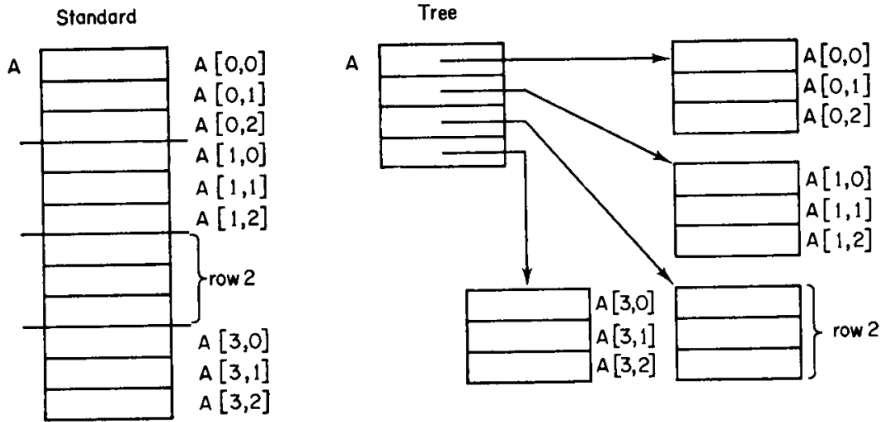 Standard
A
A[0,0]
A[0,1]
A[0,2]
A[1,0]
A[1,1]
A[1,2]
row 2
A[3,0]
A[3,1]
A[3,2]
Tree
A
A[0,0]
A[0,1]
A[0,2]
A[1,0]
A[1,1]
A[1,2]
A[3,0]
A[3,1]
A[3,2]
row 2